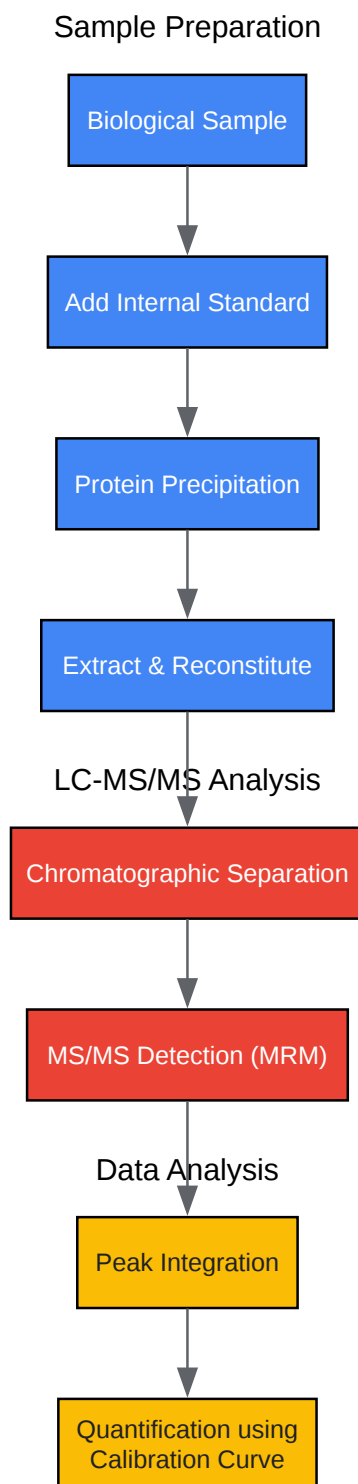 Sample Preparation
Biological Sample
Add Internal Standard
Protein Precipitation
Extract & Reconstitute
LC-MS/MS Analysis
Chromatographic Separation
MS/MS Detection (MRM)
Data Analysis
Peak Integration
Quantification using
Calibration Curve